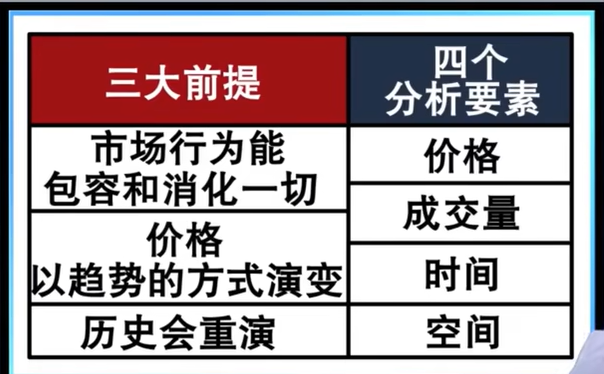 三大前提
四个
分析要素
市场行为能
包容和消化一切
价格
以趋势的方式演变
历史会重演
价格
成交量
时间
空间